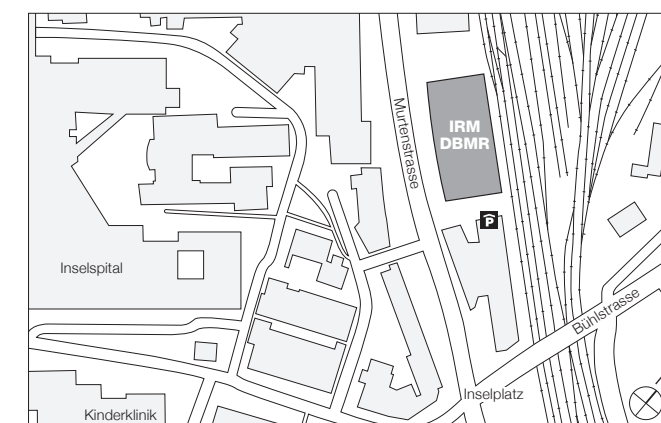 Murtenstrasse
IRM
DBMR
P
Inselspital
Bühlstrasse
Inselplatz
Kinderklinik